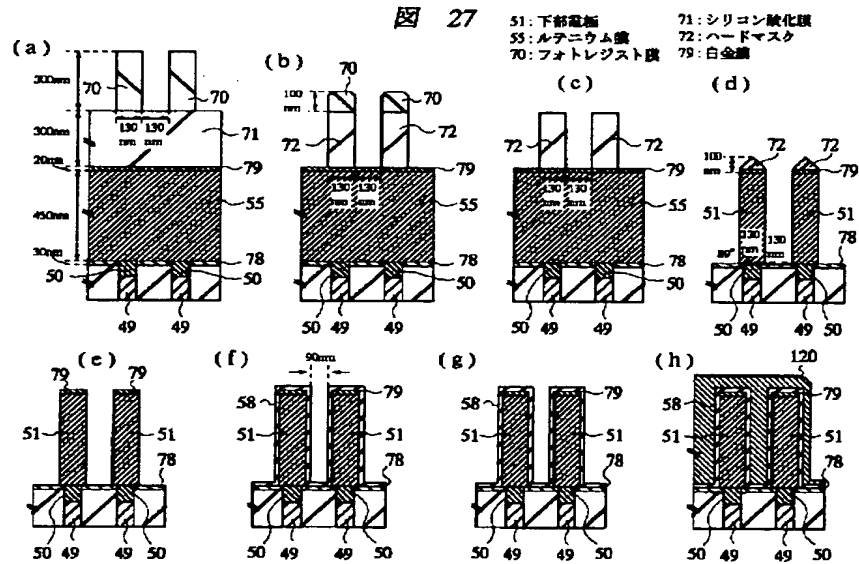 図 27
51：下部電極
55：ルテニウム膜
70：フォトレジスト膜
71：シリコン酸化膜
72：ハードマスク
79：白金膜
(a)
300nm
300nm
20nm
450nm
30nm
70
70
130 nm
130 nm
71
79
55
78
50
50
49
49
(b)
100 nm
70
70
72
72
79
130 nm
130 nm
55
78
50
50
49
49
(c)
72
72
79
130 nm
130 nm
55
78
50
50
49
49
(d)
100 nm
72
72
79
51
51
78
130 nm
130 nm
89°
50
50
49
49
(e)
79
79
51
51
78
50
50
49
49
(f)
90nm
58
79
51
51
78
50
50
49
49
(g)
58
79
51
51
78
50
50
49
49
(h)
120
58
79
51
51
78
50
50
49
49